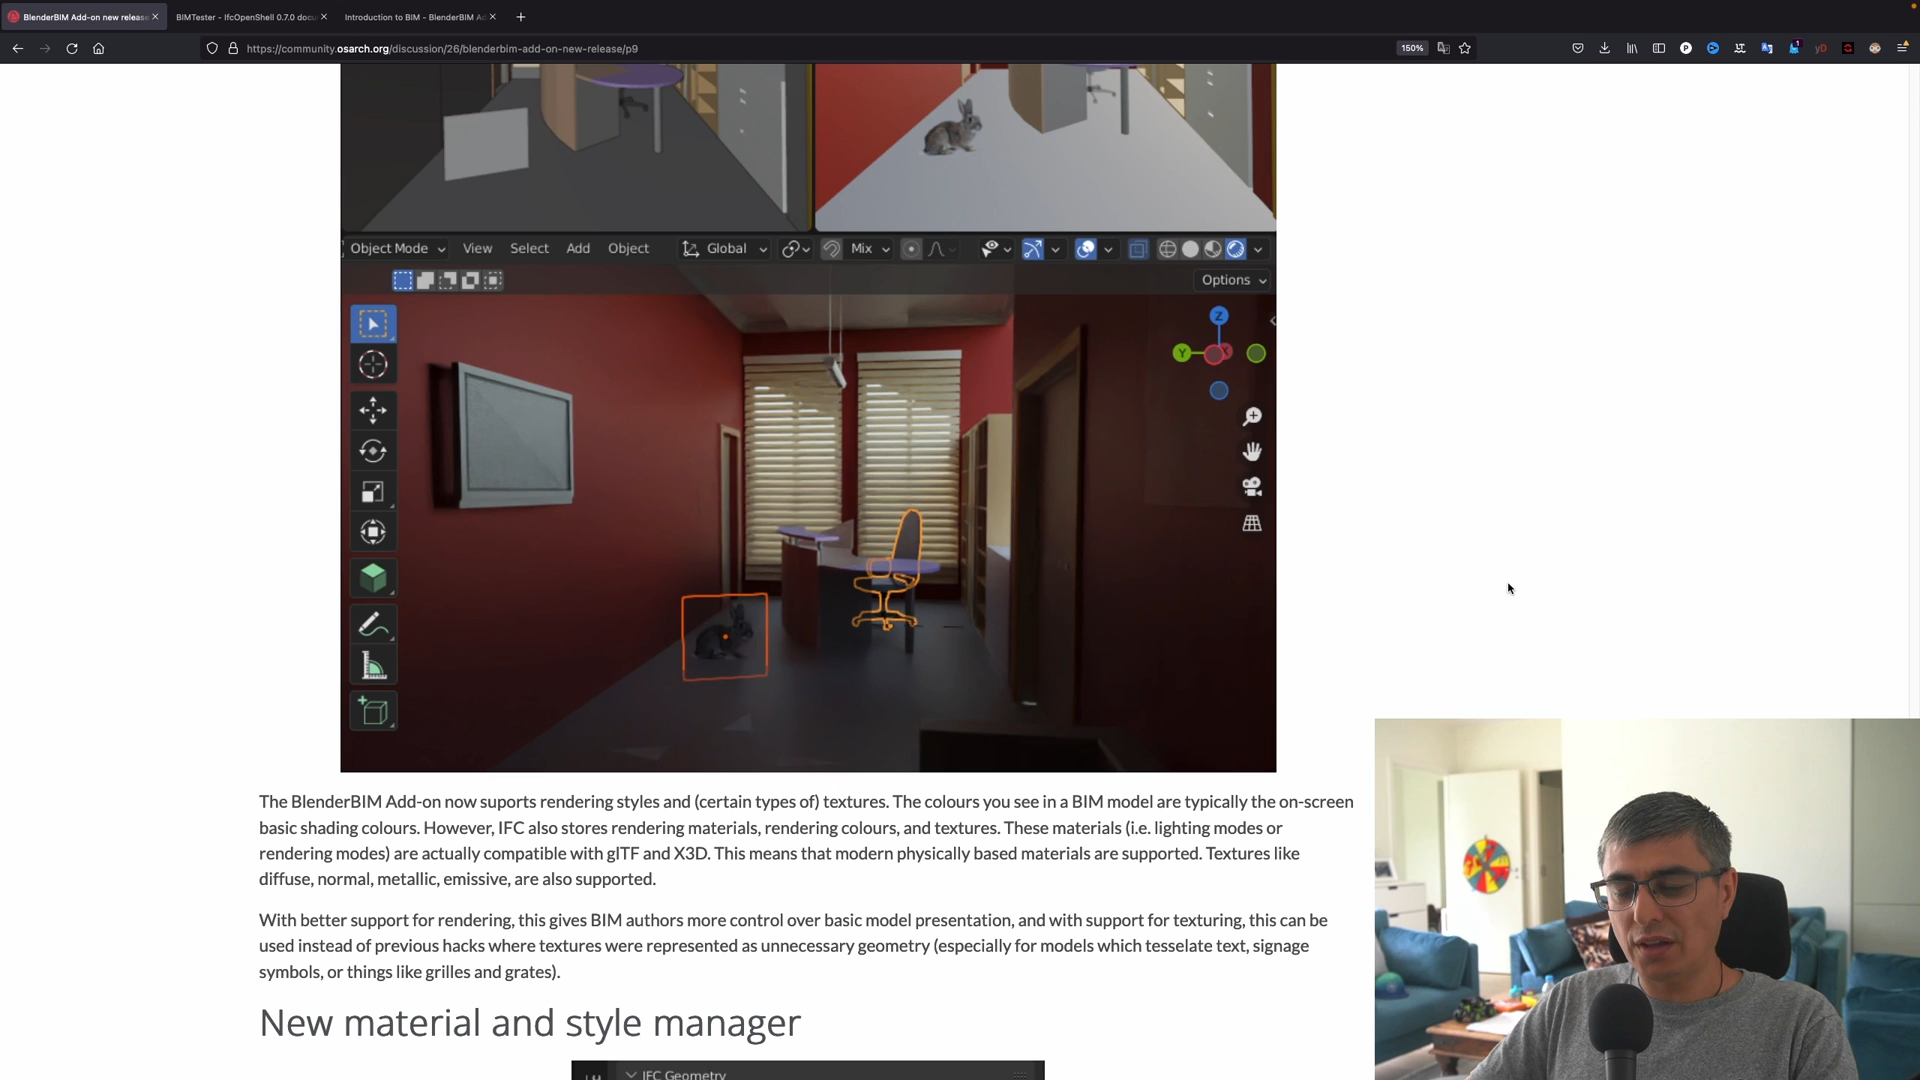 BlenderBIM Add-on new release
BIMTester - IfcOpenShell 0.7.0 docu
Introduction to BIM - BlenderBIM Ad
https://community.osarch.org/discussion/26/blenderbim-add-on-new-release/p9
150%
Object Mode View Select Add Object Global Mix
Options
Z
Y
The BlenderBIM Add-on now suports rendering styles and (certain types of) textures. The colours you see in a BIM model are typically the on-screen
basic shading colours. However, IFC also stores rendering materials, rendering colours, and textures. These materials (i.e. lighting modes or
rendering modes) are actually compatible with glTF and X3D. This means that modern physically based materials are supported. Textures like
diffuse, normal, metallic, emissive, are also supported.
With better support for rendering, this gives BIM authors more control over basic model presentation, and with support for texturing, this can be
used instead of previous hacks where textures were represented as unnecessary geometry (especially for models which tesselate text, signage
symbols, or things like grilles and grates).
New material and style manager
IFC Geometry